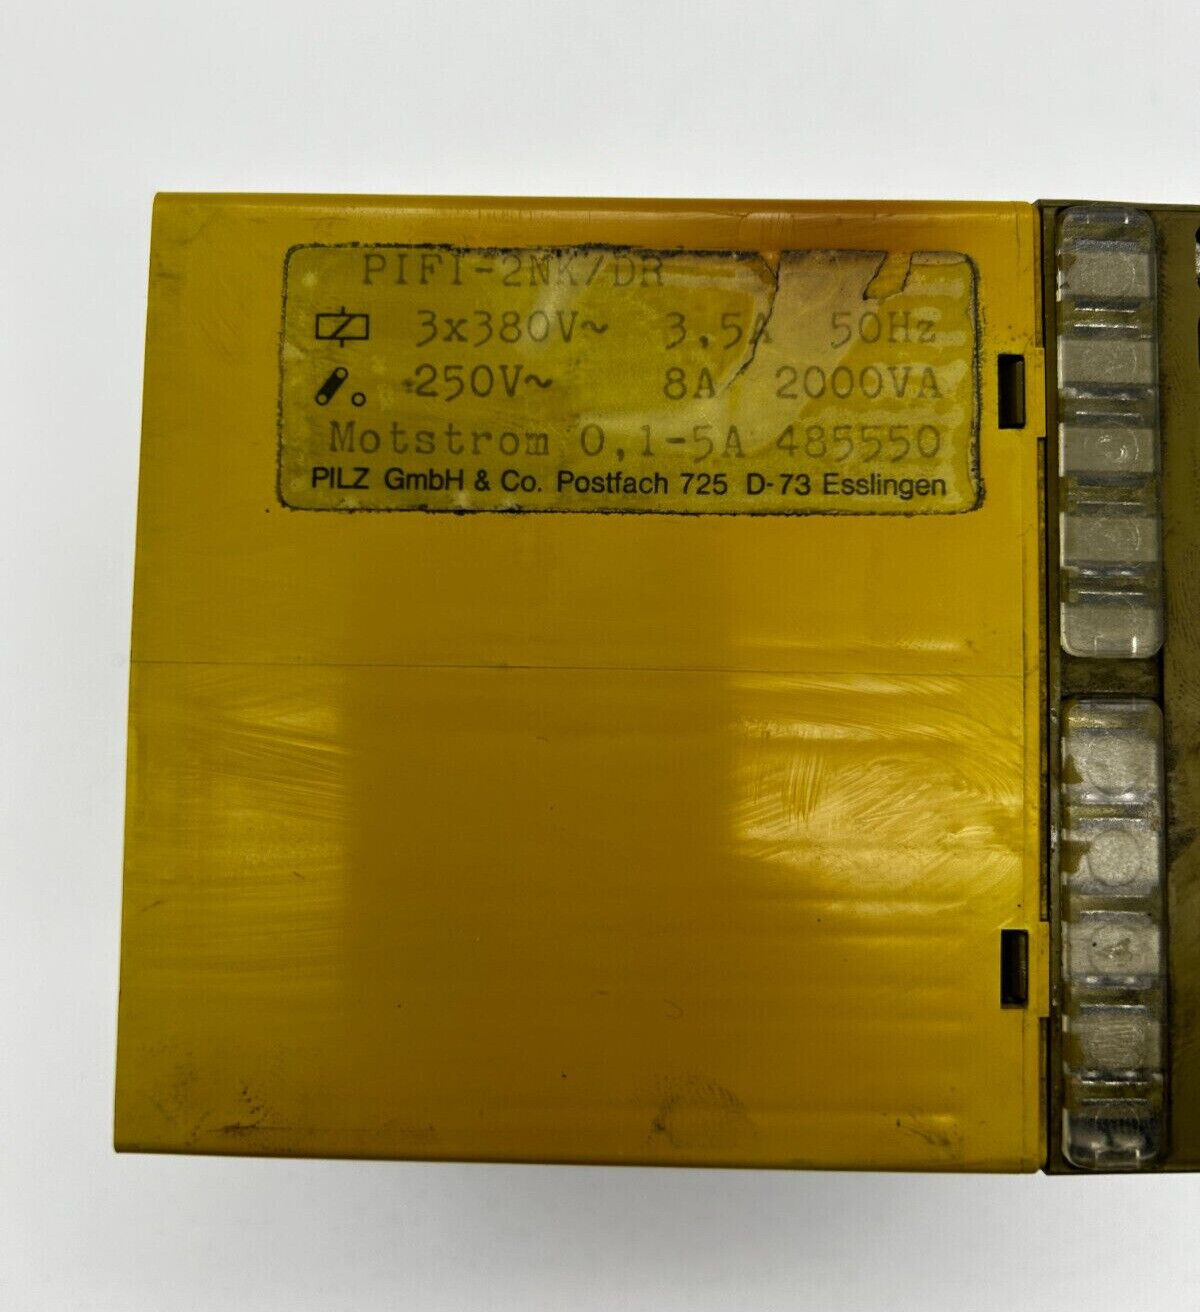 PIFI-2NK/DR
3x380V~ 3,5A 50Hz
250V~ 8A 2000VA
Motstrom 0,1-5A 485550
PILZ GmbH & Co. Postfach 725 D-73 Esslingen